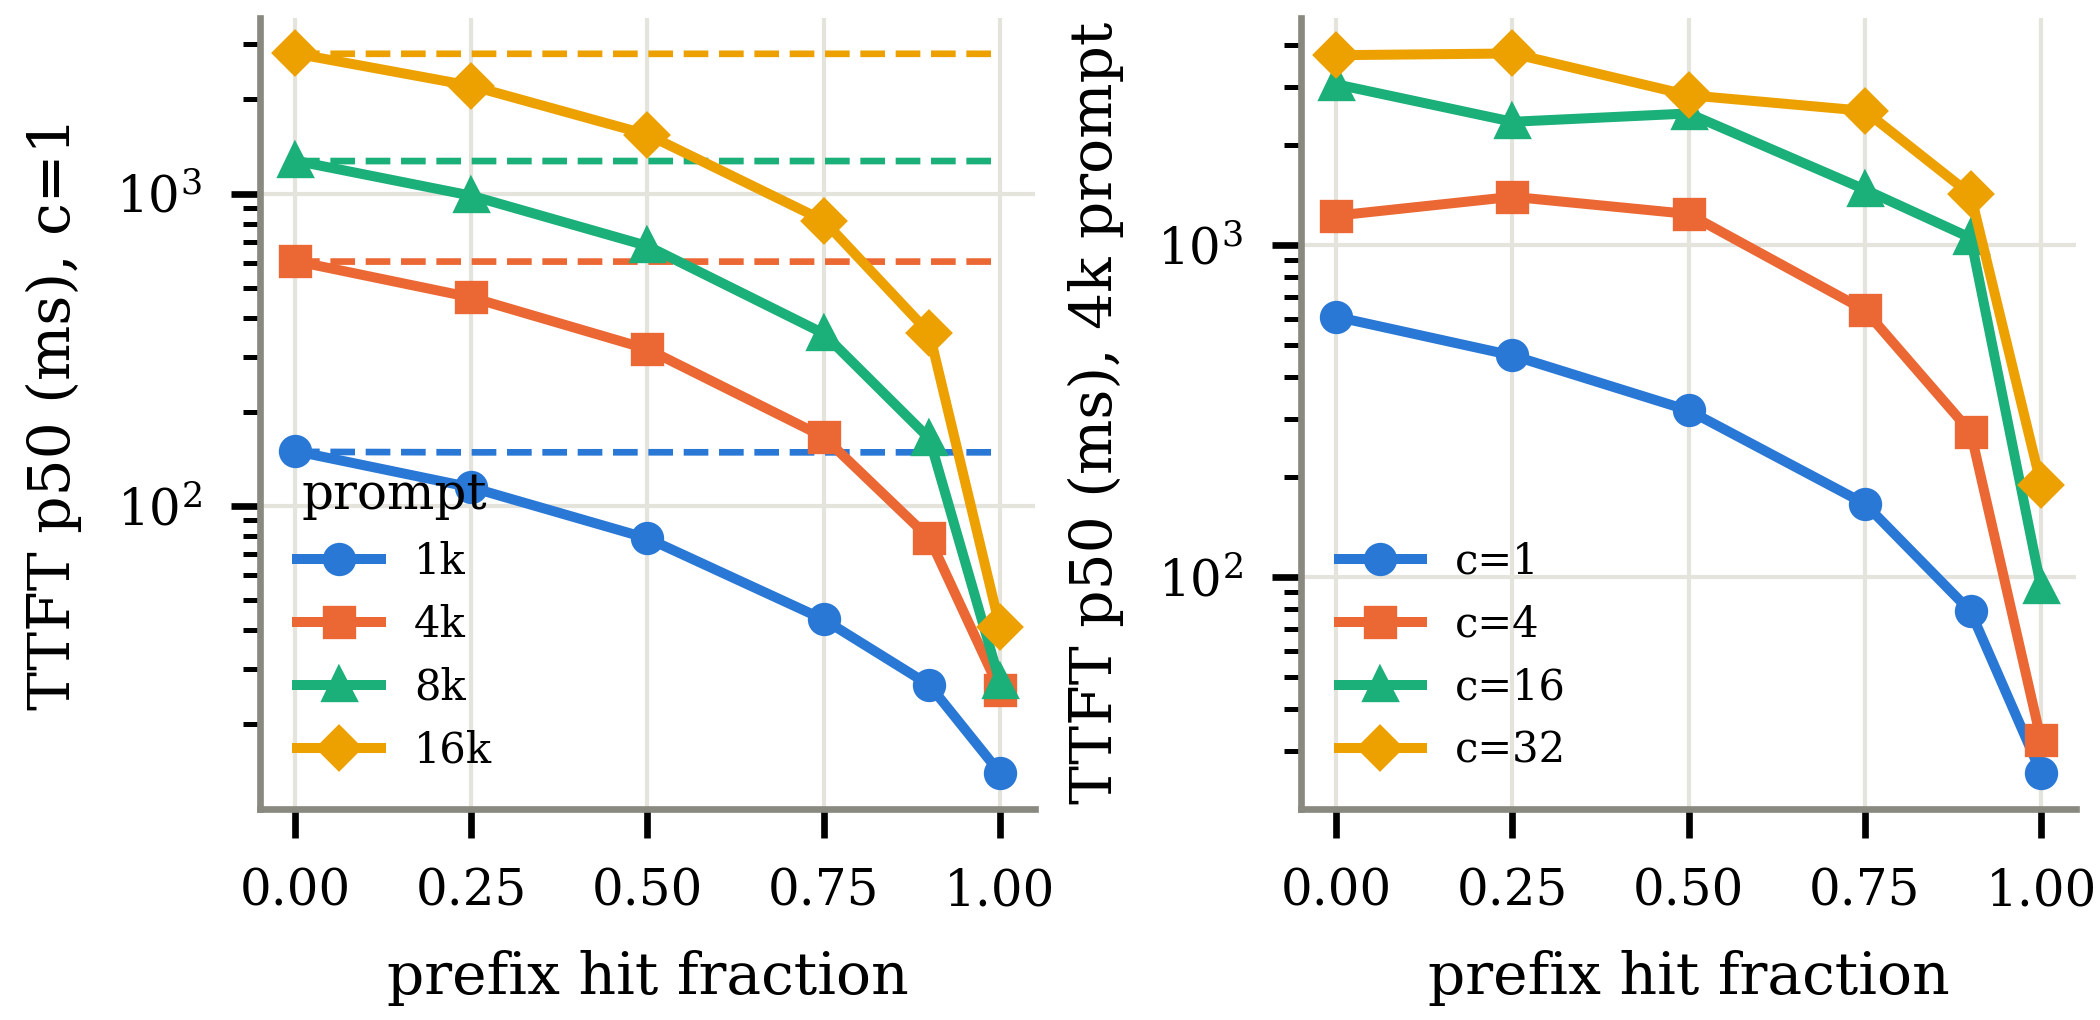 TTFT p50 (ms), c=1
10³
10²
prompt
1k
4k
8k
16k
0.00 0.25 0.50 0.75 1.00
prefix hit fraction
TTFT p50 (ms), 4k prompt
10³
10²
c=1
c=4
c=16
c=32
0.00 0.25 0.50 0.75 1.00
prefix hit fraction